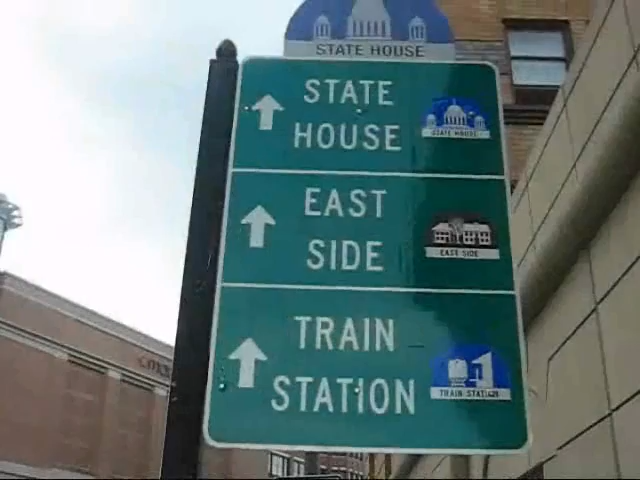 STATE HOUSE
STATE
HOUSE
STATE HOUSE
EAST
SIDE
EAST SIDE
TRAIN
STATION
TRAIN STATION